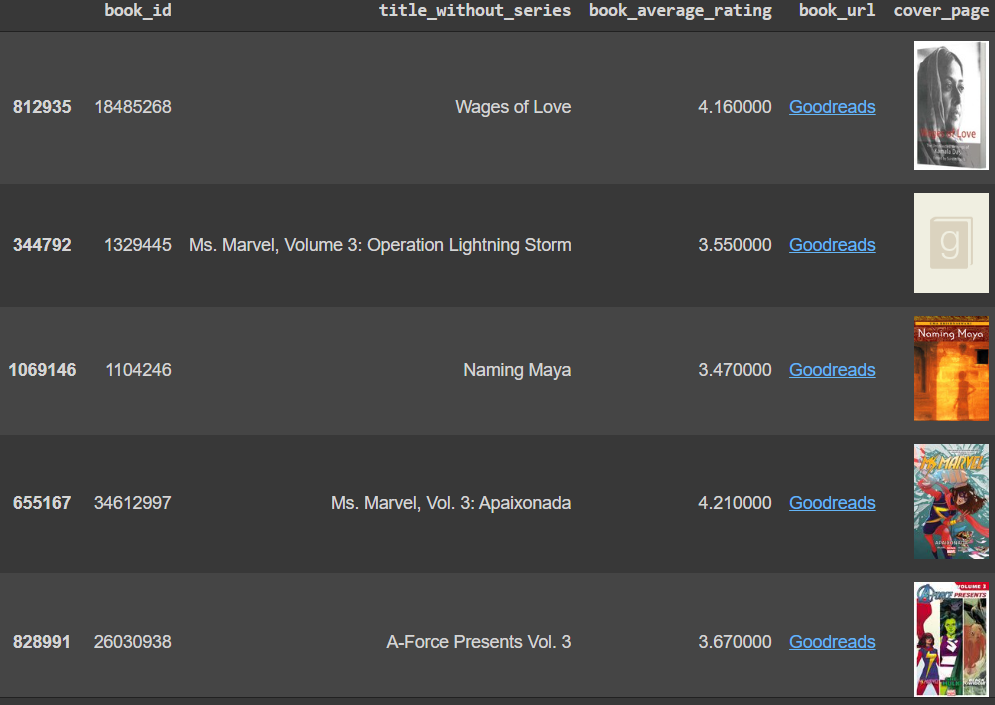 book_id title_without_series book_average_rating book_url cover_page
812935 18485268 Wages of Love 4.160000 Goodreads
Wages of Love
Kamala Das
344792 1329445 Ms. Marvel, Volume 3: Operation Lightning Storm 3.550000 Goodreads
g
1069146 1104246 Naming Maya 3.470000 Goodreads
Naming Maya
655167 34612997 Ms. Marvel, Vol. 3: Apaixonada 4.210000 Goodreads
MS. MARVEL
APAIXONADA
828991 26030938 A-Force Presents Vol. 3 3.670000 Goodreads
VOLUME 3
A-FORCE PRESENTS